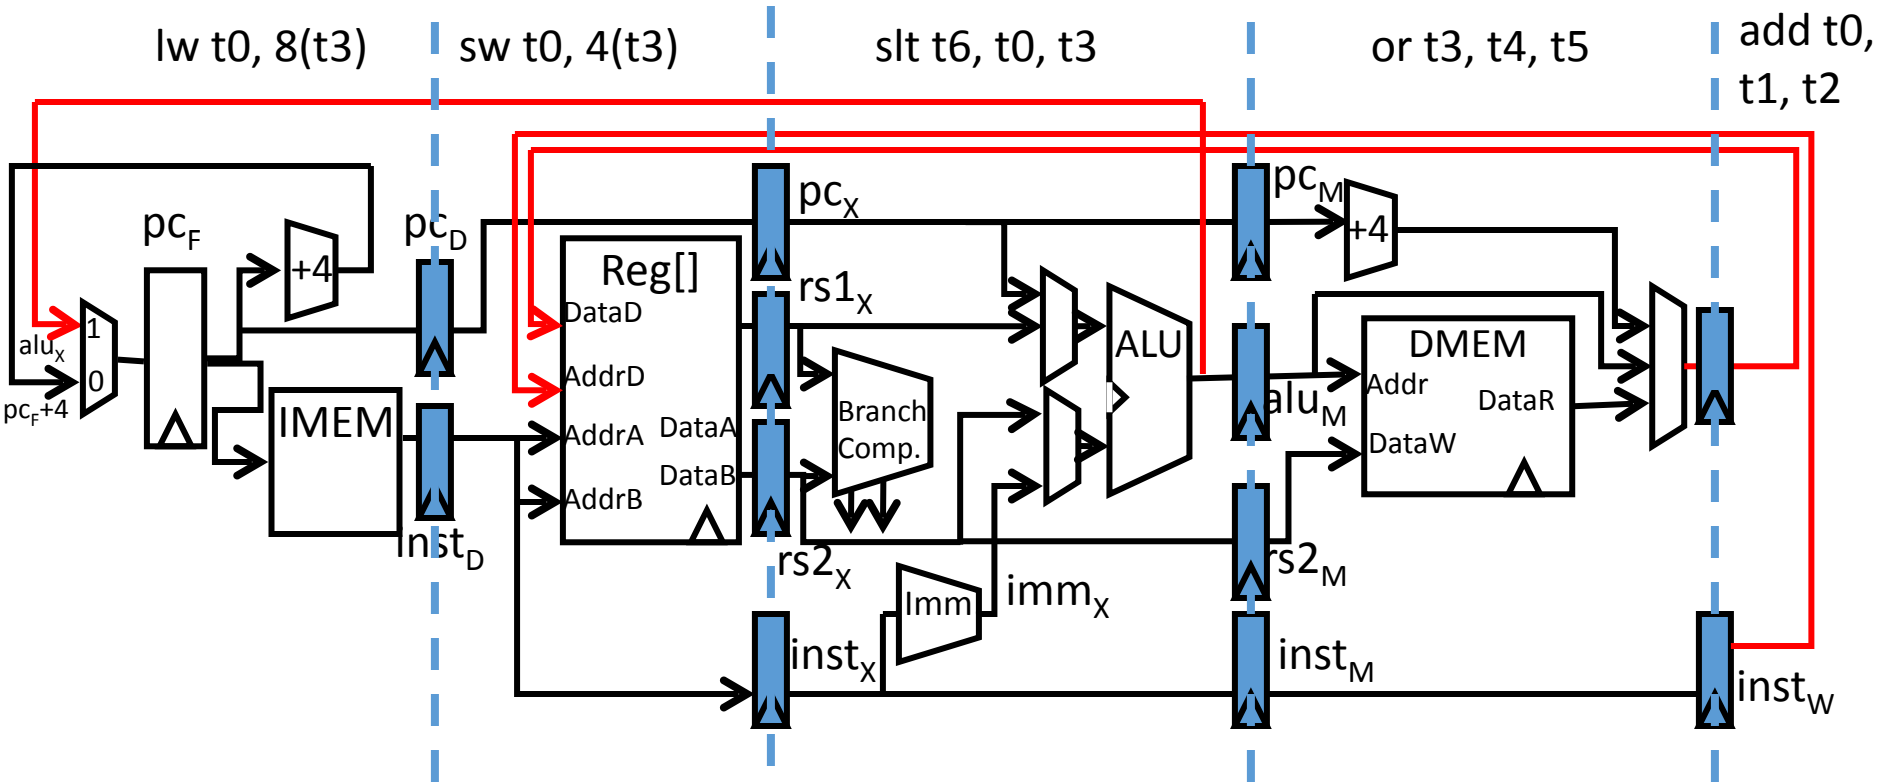 lw t0, 8(t3)
sw t0, 4(t3)
slt t6, t0, t3
or t3, t4, t5
add t0,
t1, t2
pcF
+4
pcD
pcX
pcM
+4
1
aluX
0
pcF+4
IMEM
instD
Reg[]
DataD
AddrD
AddrA
DataA
DataB
AddrB
rs1X
rs2X
Branch
Comp.
ALU
Imm
immX
instX
aluM
rs2M
instM
DMEM
Addr
DataR
DataW
instW